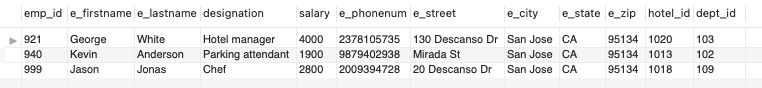 emp_id e_firstname e_lastname designation salary e_phonenum e_street e_city e_state e_zip hotel_id dept_id
921 George White Hotel manager 4000 2378105735 130 Descanso Dr San Jose CA 95134 1020 103
940 Kevin Anderson Parking attendant 1900 9879402938 Mirada St San Jose CA 95134 1013 102
999 Jason Jonas Chef 2800 2009394728 20 Descanso Dr San Jose CA 95134 1018 109